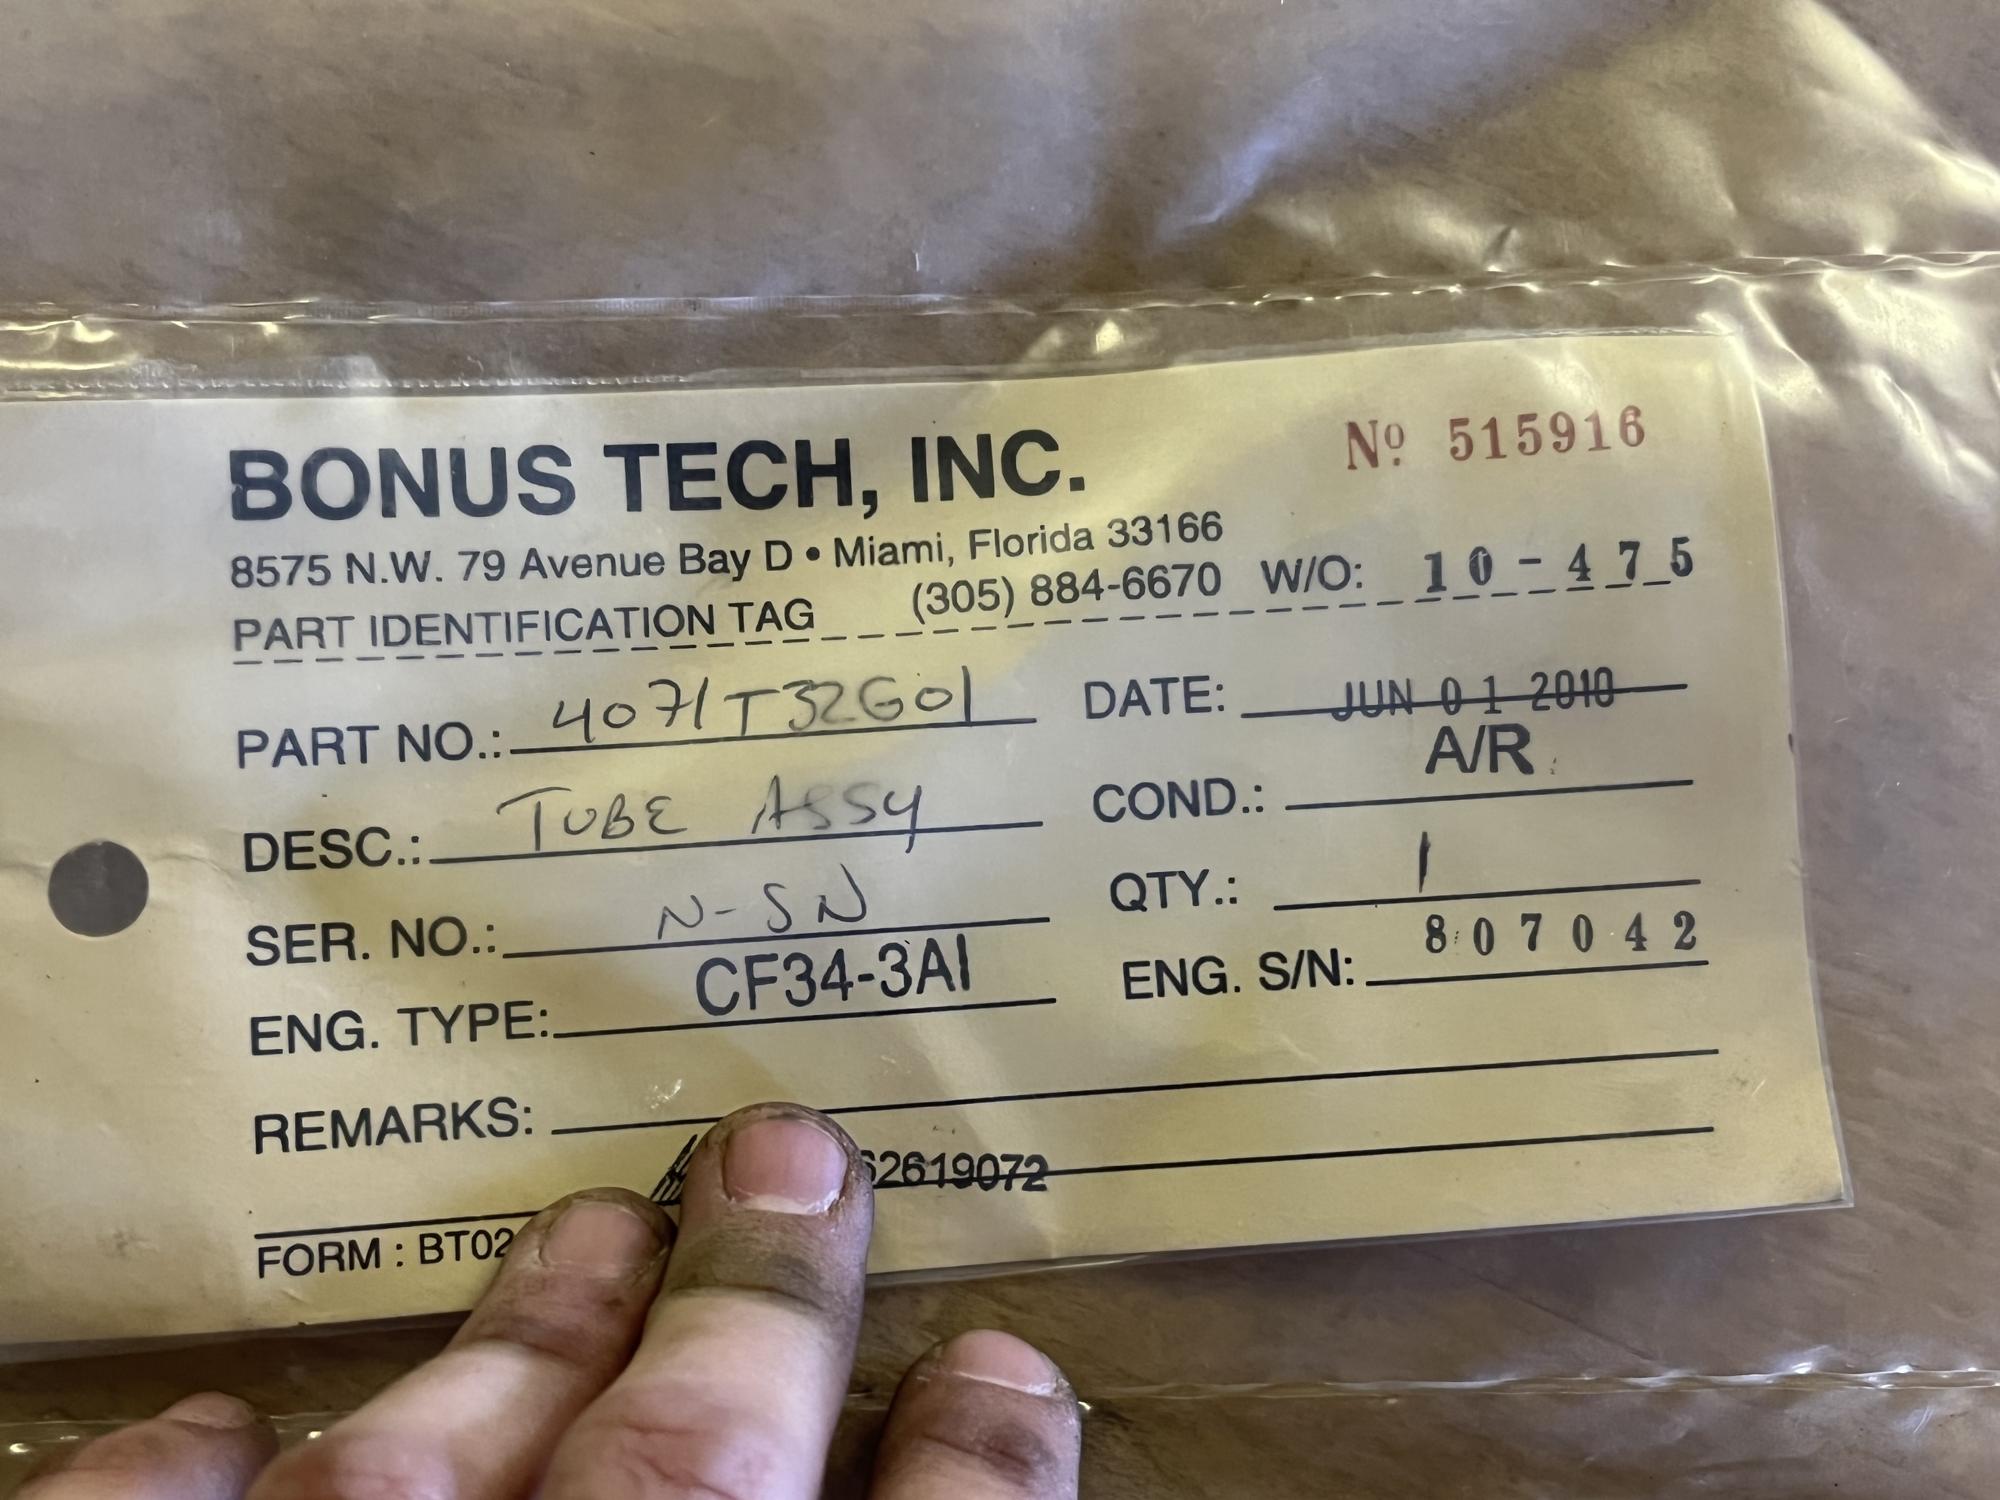 BONUS TECH, INC.
Nº 515916
8575 N.W. 79 Avenue Bay D • Miami, Florida 33166
PART IDENTIFICATION TAG (305) 884-6670 W/O: 10-475
PART NO.: 4071T32G01 DATE: JUN 01 2010
DESC.: TUBE ASSY COND.: A/R
SER. NO.: N-SN QTY.: 1
ENG. TYPE: CF34-3A1 ENG. S/N: 807042
REMARKS:
62619072
FORM : BT02